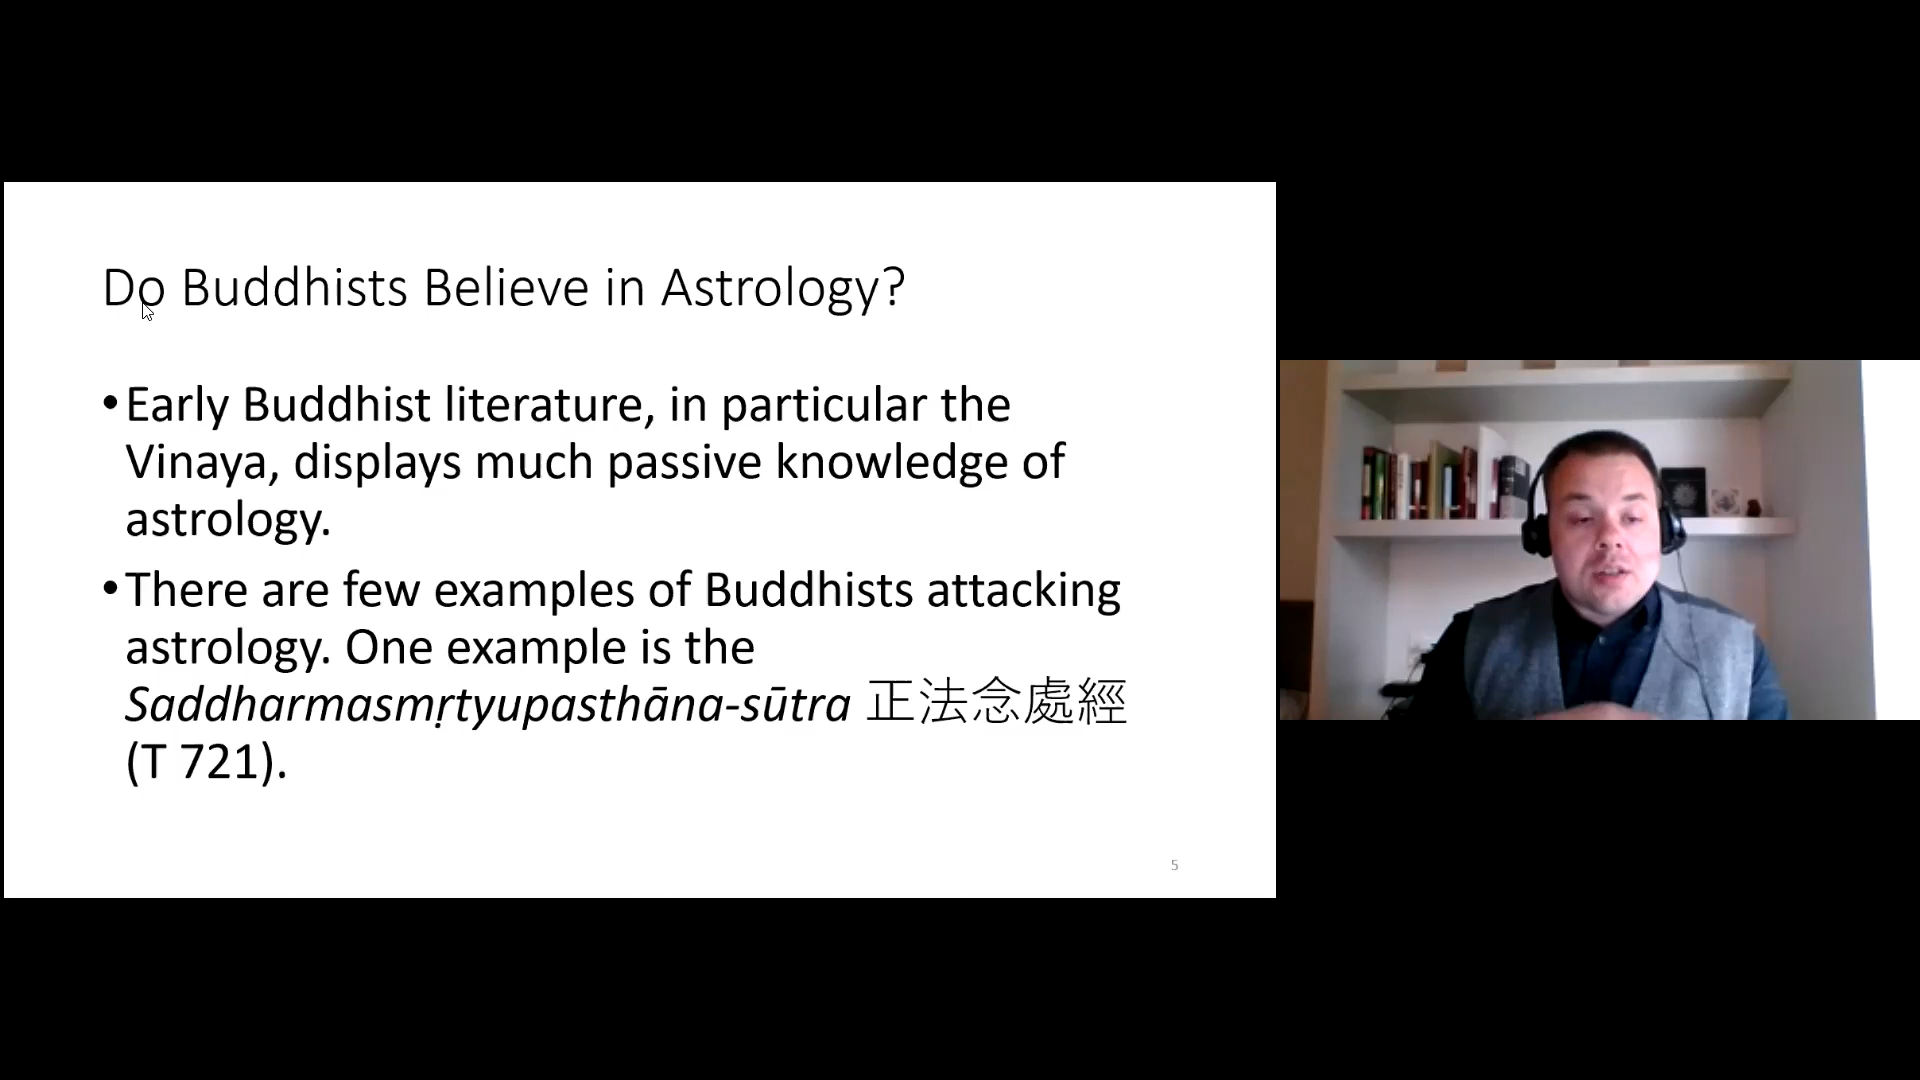 Do Buddhists Believe in Astrology?
•Early Buddhist literature, in particular the
Vinaya, displays much passive knowledge of
astrology.
•There are few examples of Buddhists attacking
astrology. One example is the
Saddharmasmṛtyupasthāna-sūtra 正法念處經
(T 721).
5